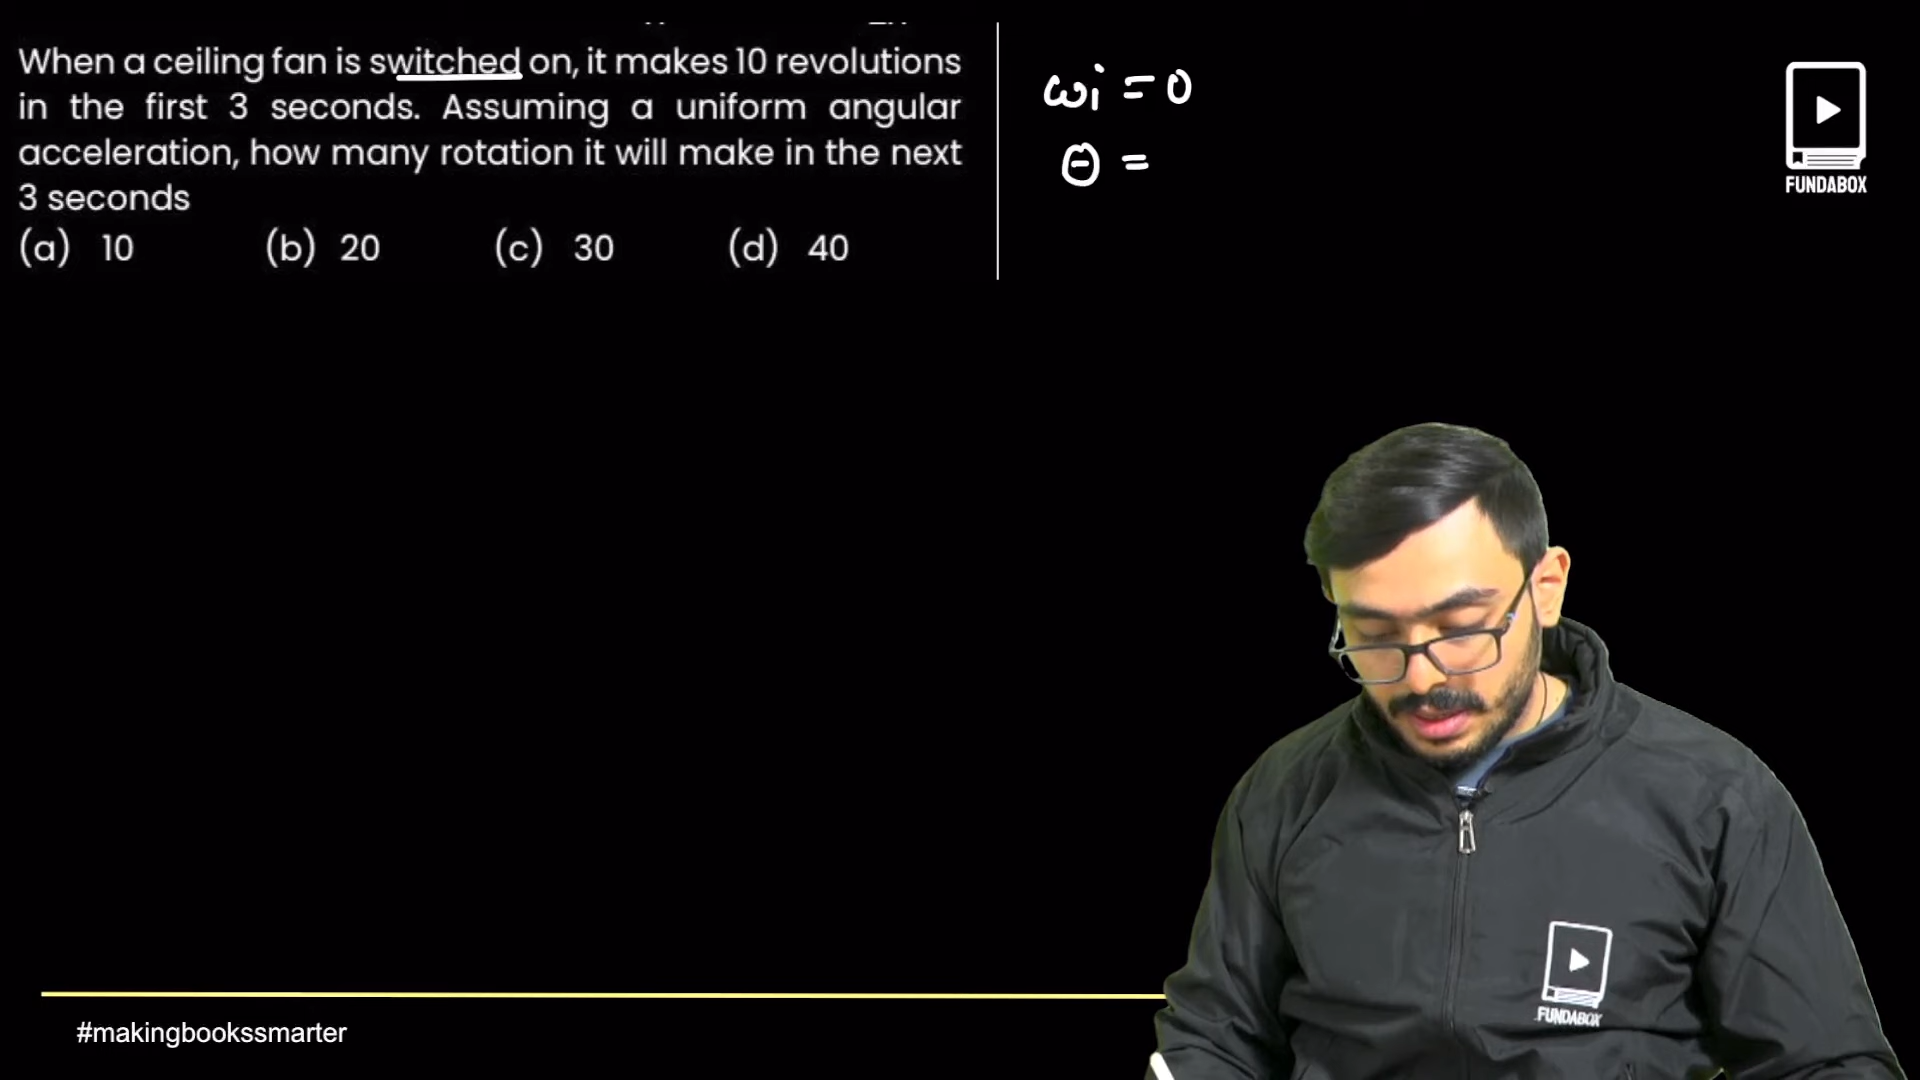 When a ceiling fan is switched on, it makes 10 revolutions
in the first 3 seconds. Assuming a uniform angular
acceleration, how many rotation it will make in the next
3 seconds
(a) 10 (b) 20 (c) 30 (d) 40
ωi = 0
θ =
FUNDABOX
FUNDABOX
#makingbookssmarter